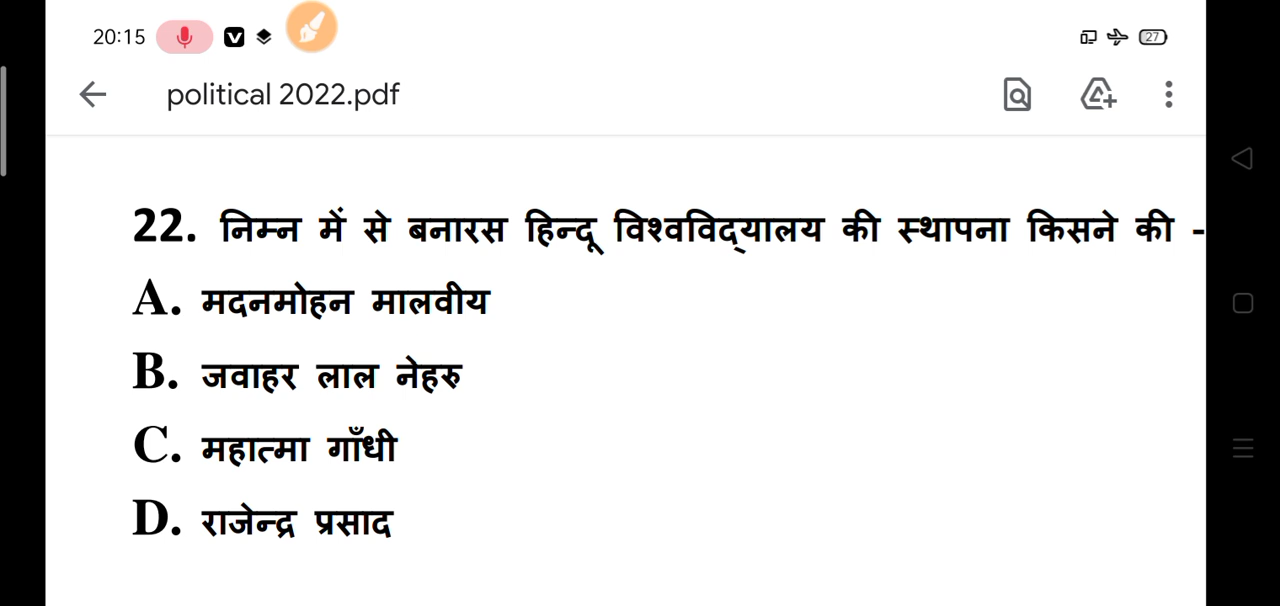 20:15
27
political 2022.pdf
22. निम्न में से बनारस हिन्दू विश्वविद्यालय की स्थापना किसने की -
A. मदनमोहन मालवीय
B. जवाहर लाल नेहरु
C. महात्मा गाँधी
D. राजेन्द्र प्रसाद